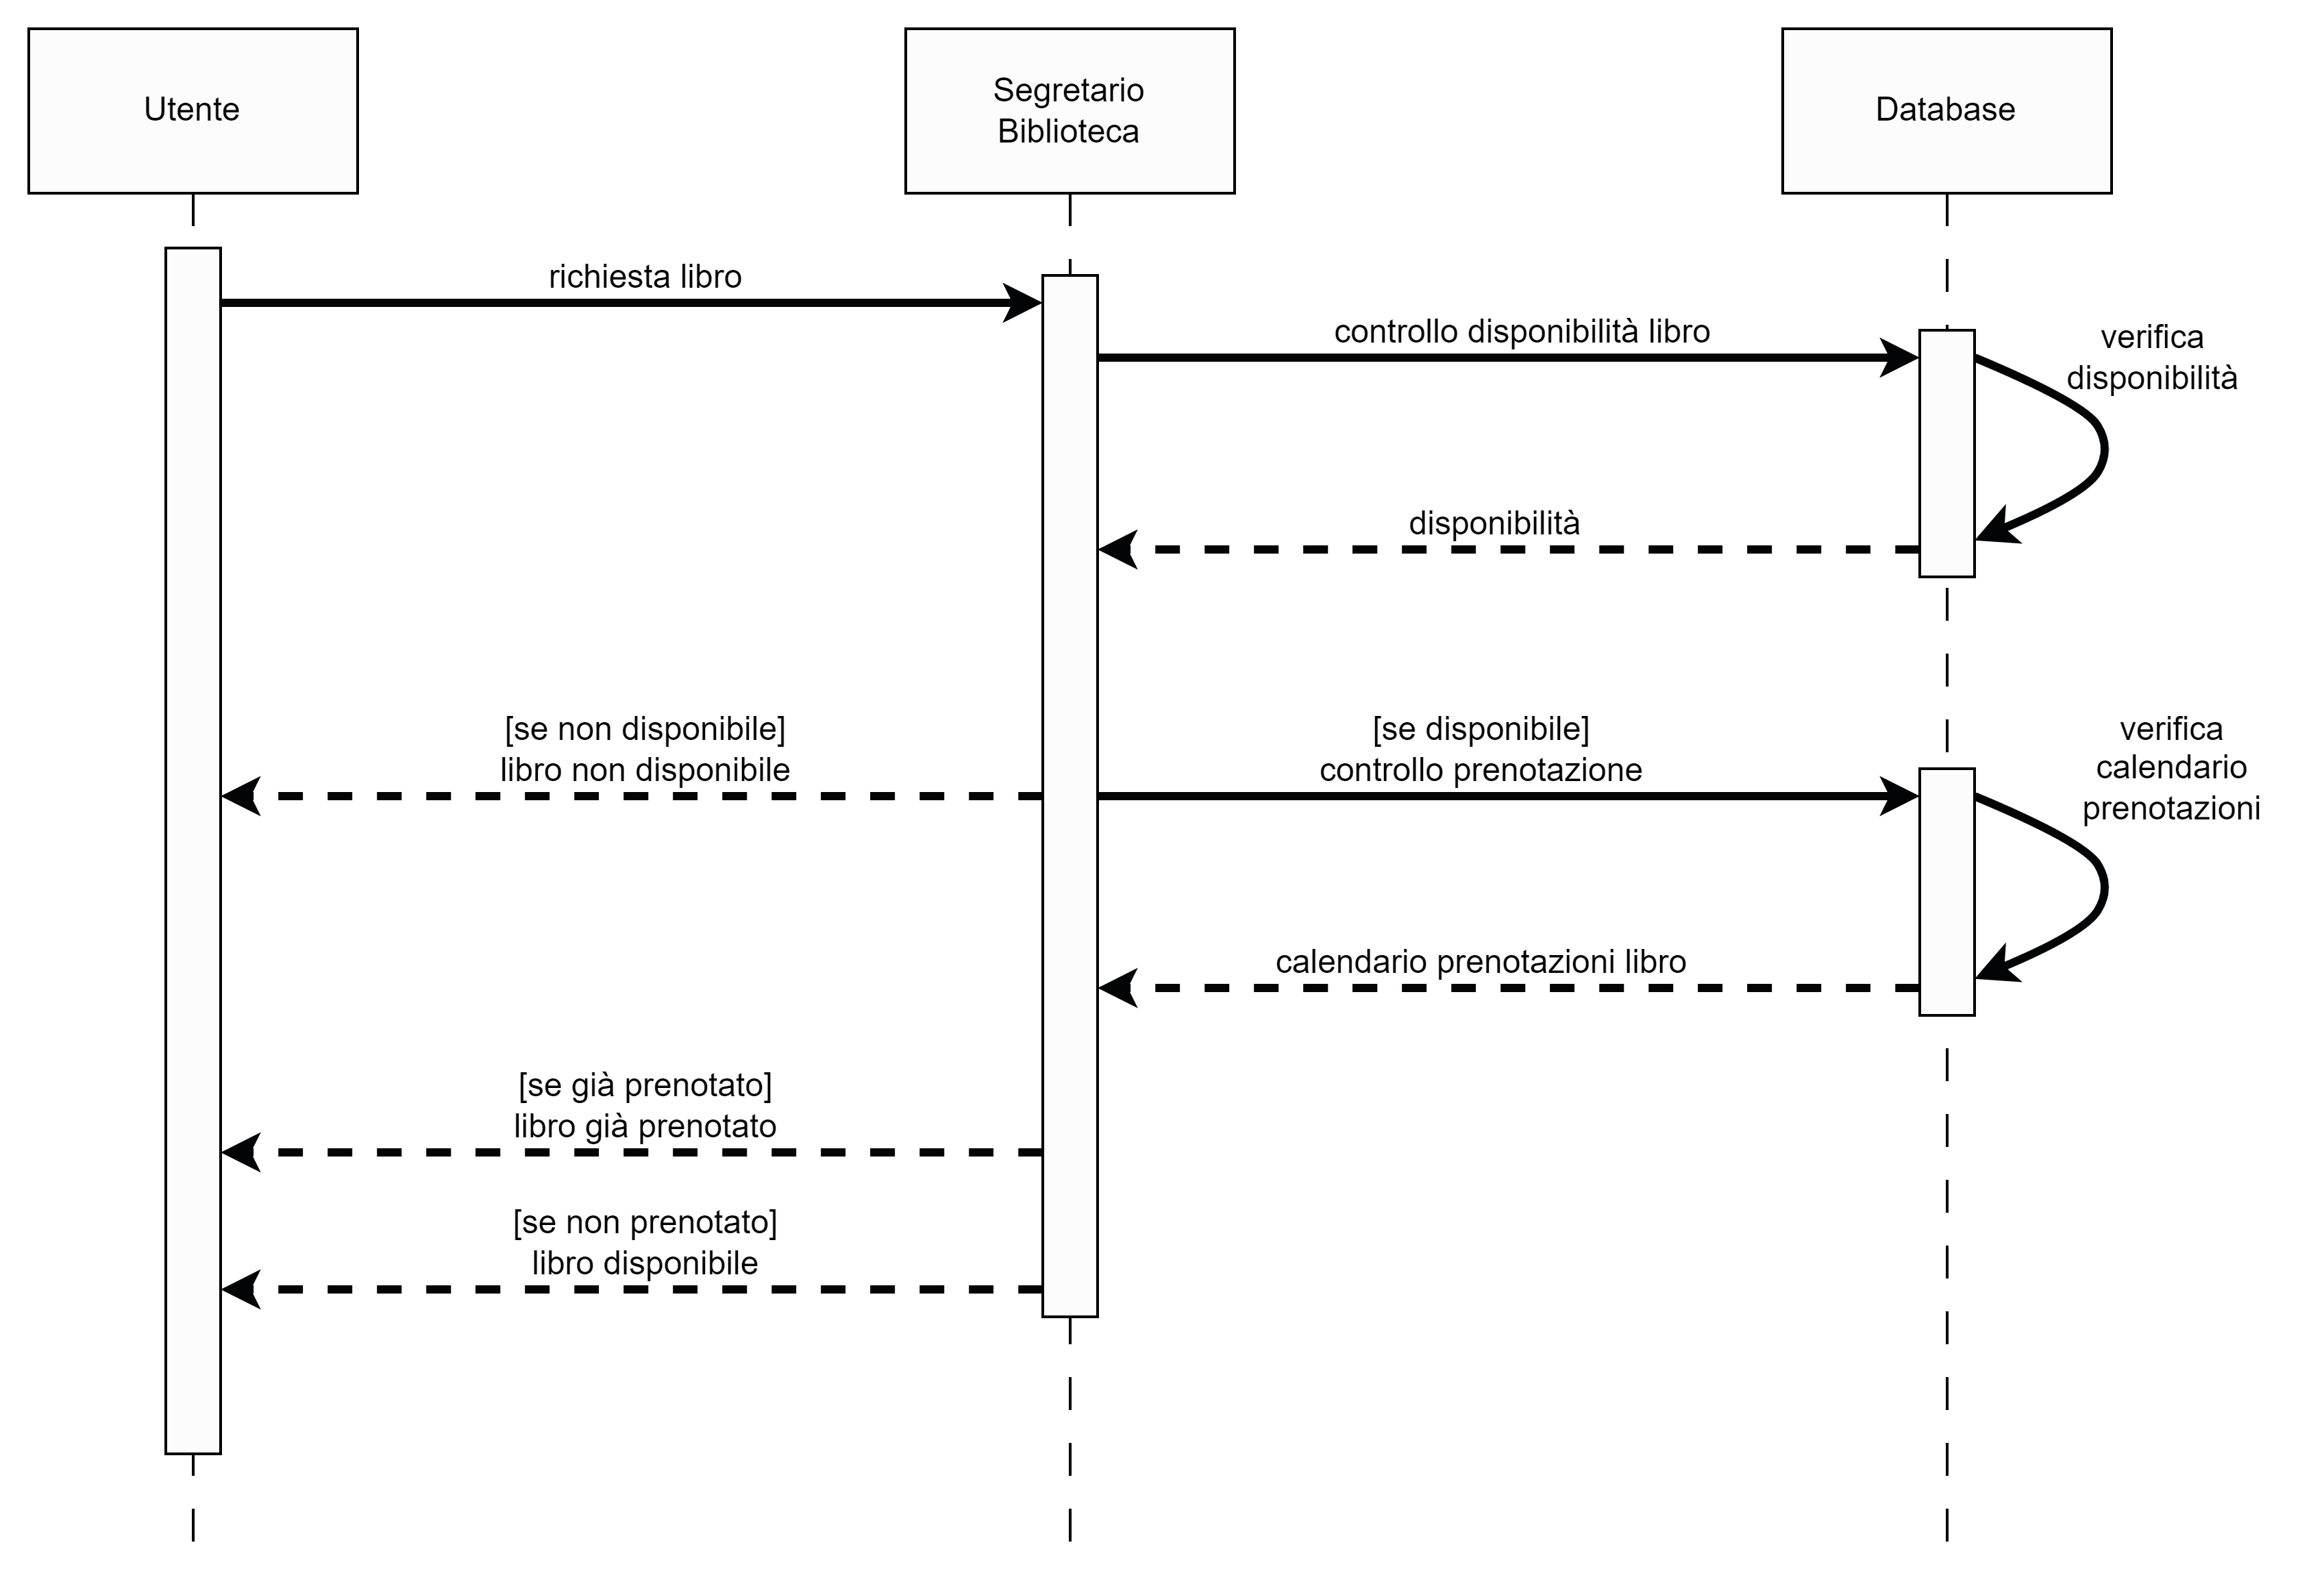 Utente
Segretario
Biblioteca
Database
richiesta libro
controllo disponibilità libro
verifica
disponibilità
disponibilità
[se non disponibile]
libro non disponibile
[se disponibile]
controllo prenotazione
verifica
calendario
prenotazioni
calendario prenotazioni libro
[se già prenotato]
libro già prenotato
[se non prenotato]
libro disponibile